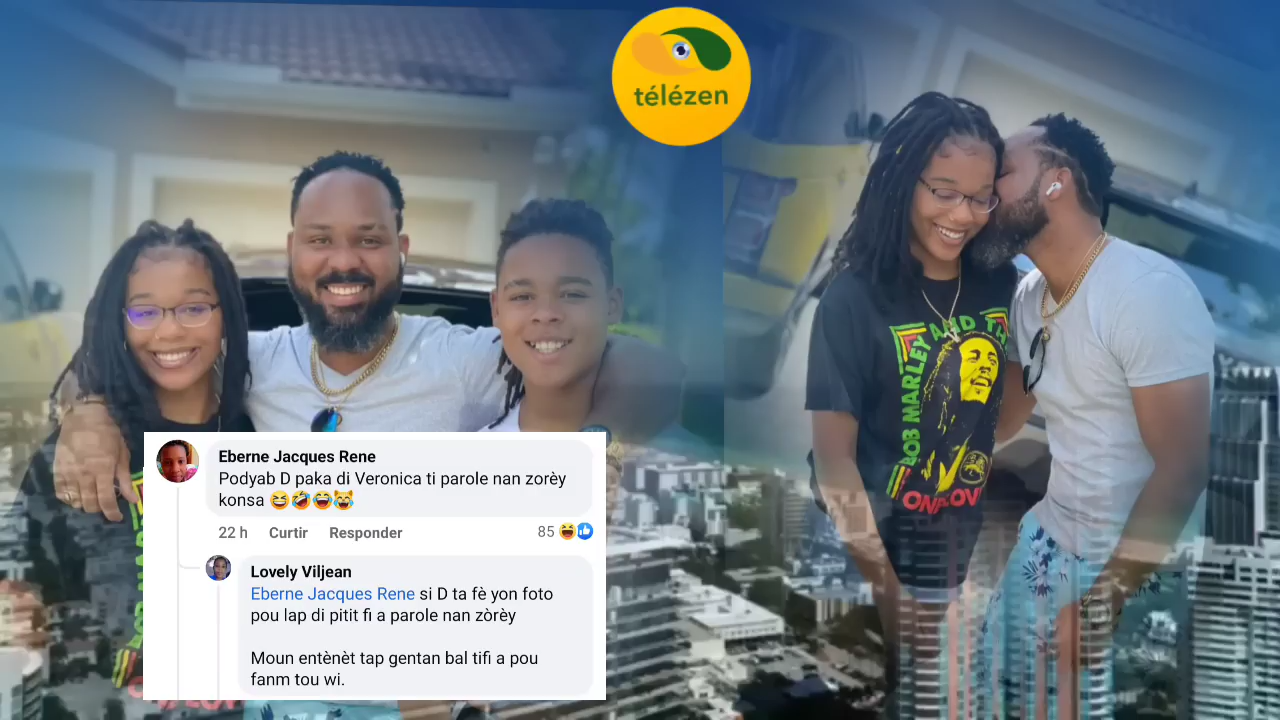 télézen
BOB MARLEY AND TH
ONE LOV
Eberne Jacques Rene
Podyab D paka di Veronica ti parole nan zorèy
konsa 😆🤣😂😹
22 h Curtir Responder 85
Lovely Viljean
Eberne Jacques Rene si D ta fè yon foto
pou lap di pitit fi a parole nan zòrèy
Moun entènèt tap gentan bal tifi a pou
fanm tou wi.